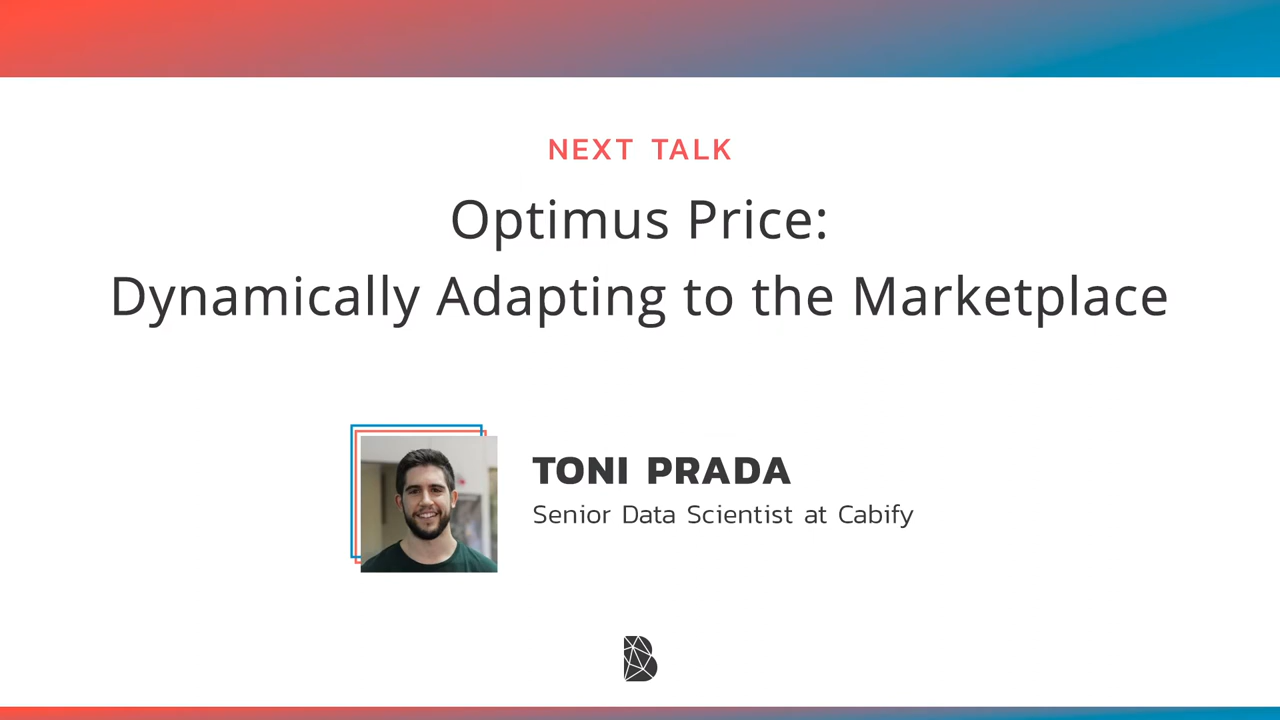 NEXT TALK
Optimus Price:
Dynamically Adapting to the Marketplace
TONI PRADA
Senior Data Scientist at Cabify
B